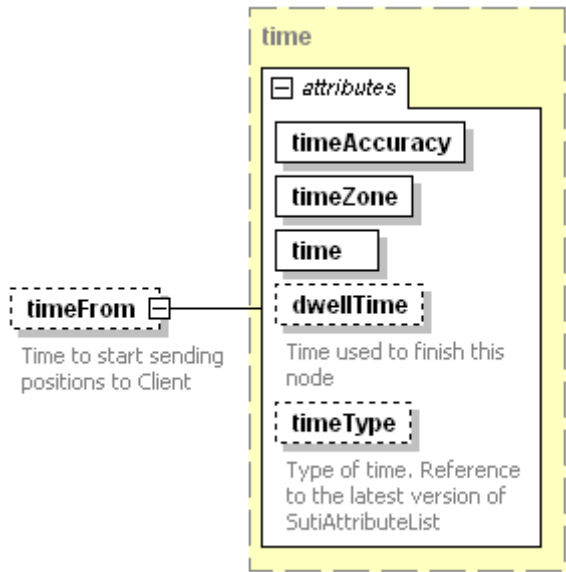 time
attributes
timeAccuracy
timeZone
time
dwellTime
Time used to finish this
node
timeType
Type of time. Reference
to the latest version of
SutiAttributeList
timeFrom
Time to start sending
positions to Client